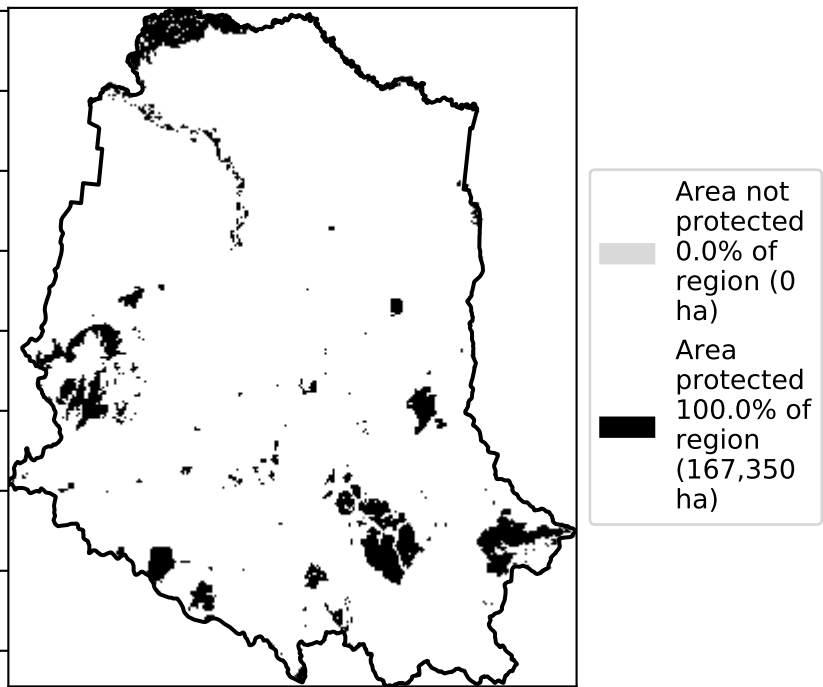 Area not
protected
0.0% of
region (0
ha)
Area
protected
100.0% of
region
(167,350
ha)